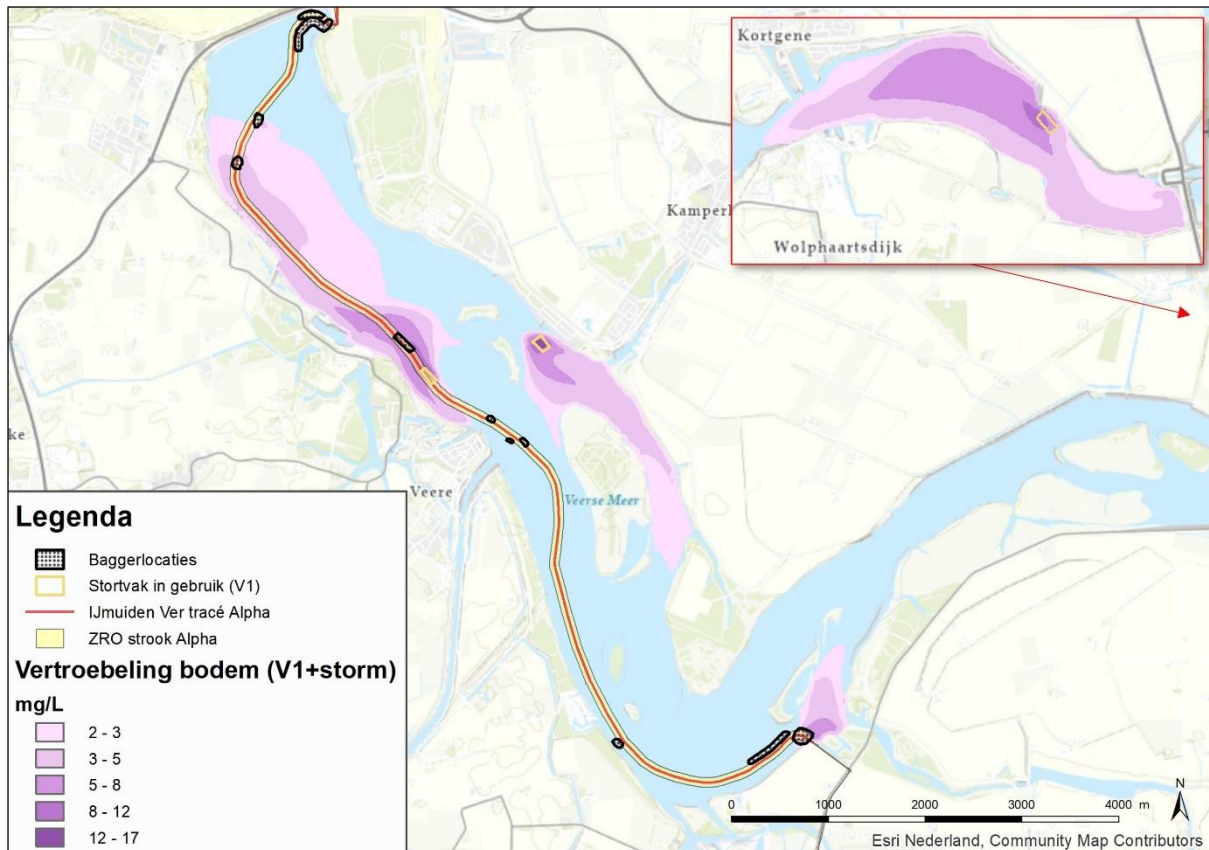 Kortgene
Wolphaartsdijk
Kamperl
ke
Veere
Veerse Meer
Legenda
Baggerlocaties
Stortvak in gebruik (V1)
IJmuiden Ver tracé Alpha
ZRO strook Alpha
Vertroebeling bodem (V1+storm)
mg/L
2 - 3
3 - 5
5 - 8
8 - 12
12 - 17
N
0 1000 2000 3000 4000 m
Esri Nederland, Community Map Contributors